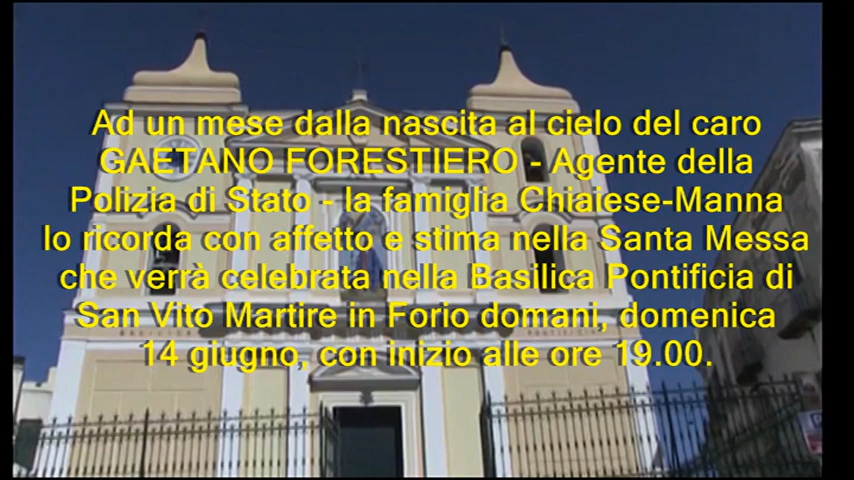 Ad un mese dalla nascita al cielo del caro
GAETANO FORESTIERO - Agente della
Polizia di Stato - la famiglia Chiaiese-Manna
lo ricorda con affetto e stima nella Santa Messa
che verrà celebrata nella Basilica Pontificia di
San Vito Martire in Forio domani, domenica
14 giugno, con inizio alle ore 19.00.